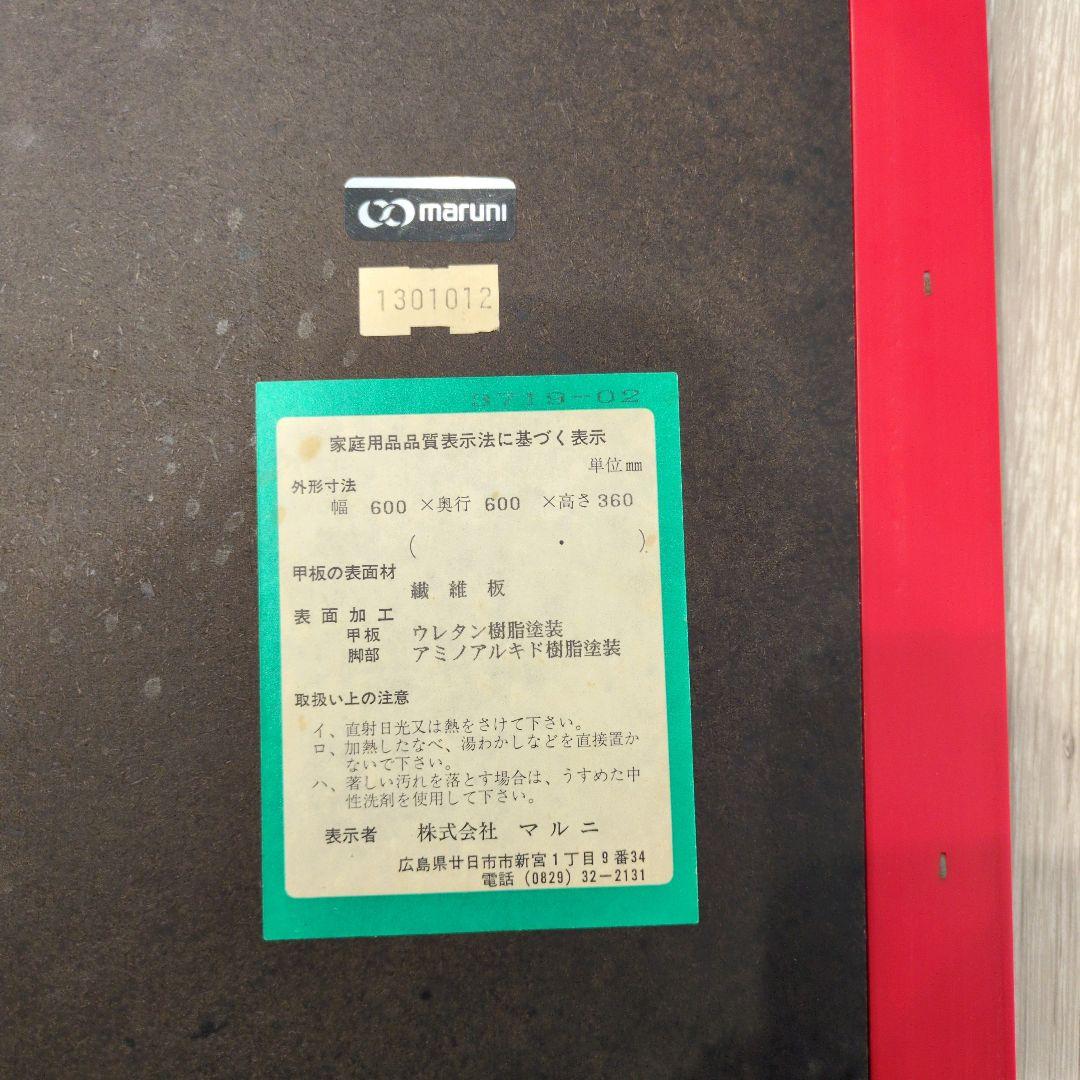 maruni
1301012
3719-02
家庭用品品質表示法に基づく表示
単位mm
外形寸法
幅 600 ×奥行 600 ×高さ360
( ・ )
甲板の表面材
繊維板
表面加工
甲板 ウレタン樹脂塗装
脚部 アミノアルキド樹脂塗装
取扱い上の注意
イ、直射日光又は熱をさけて下さい。
ロ、加熱したなべ、湯わかしなどを直接置か
ないで下さい。
ハ、著しい汚れを落とす場合は、うすめた中
性洗剤を使用して下さい。
表示者 株式会社 マルニ
広島県廿日市市新宮1丁目9番34
電話 (0829) 32-2131